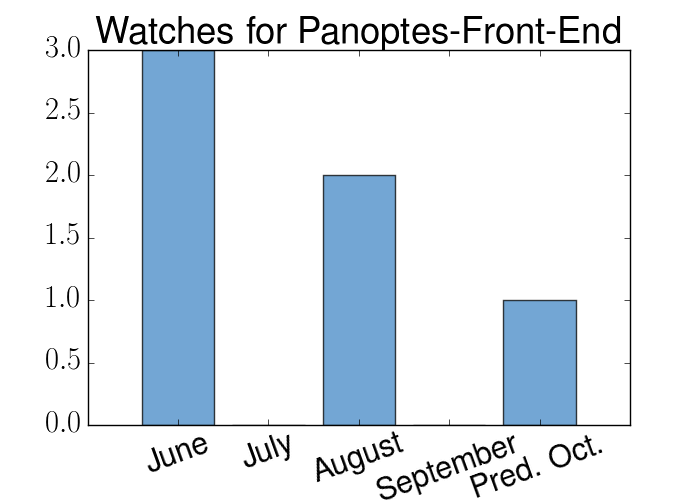 Watches for Panoptes-Front-End
3.0
2.5
2.0
1.5
1.0
0.5
0.0
June
July
August
September
Pred. Oct.